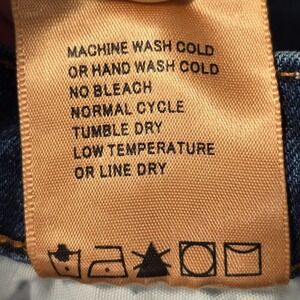 MACHINE WASH COLD
OR HAND WASH COLD
NO BLEACH
NORMAL CYCLE
TUMBLE DRY
LOW TEMPERATURE
OR LINE DRY